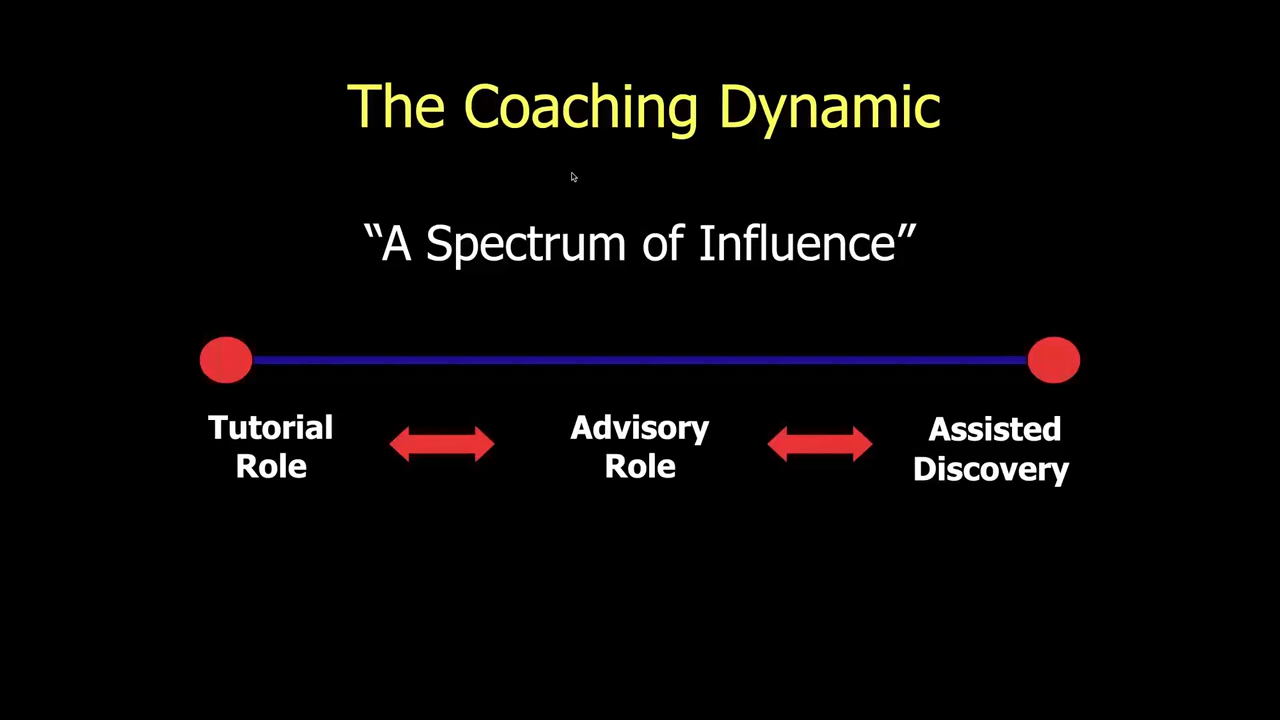 The Coaching Dynamic
“A Spectrum of Influence”
Tutorial
Role
Advisory
Role
Assisted
Discovery